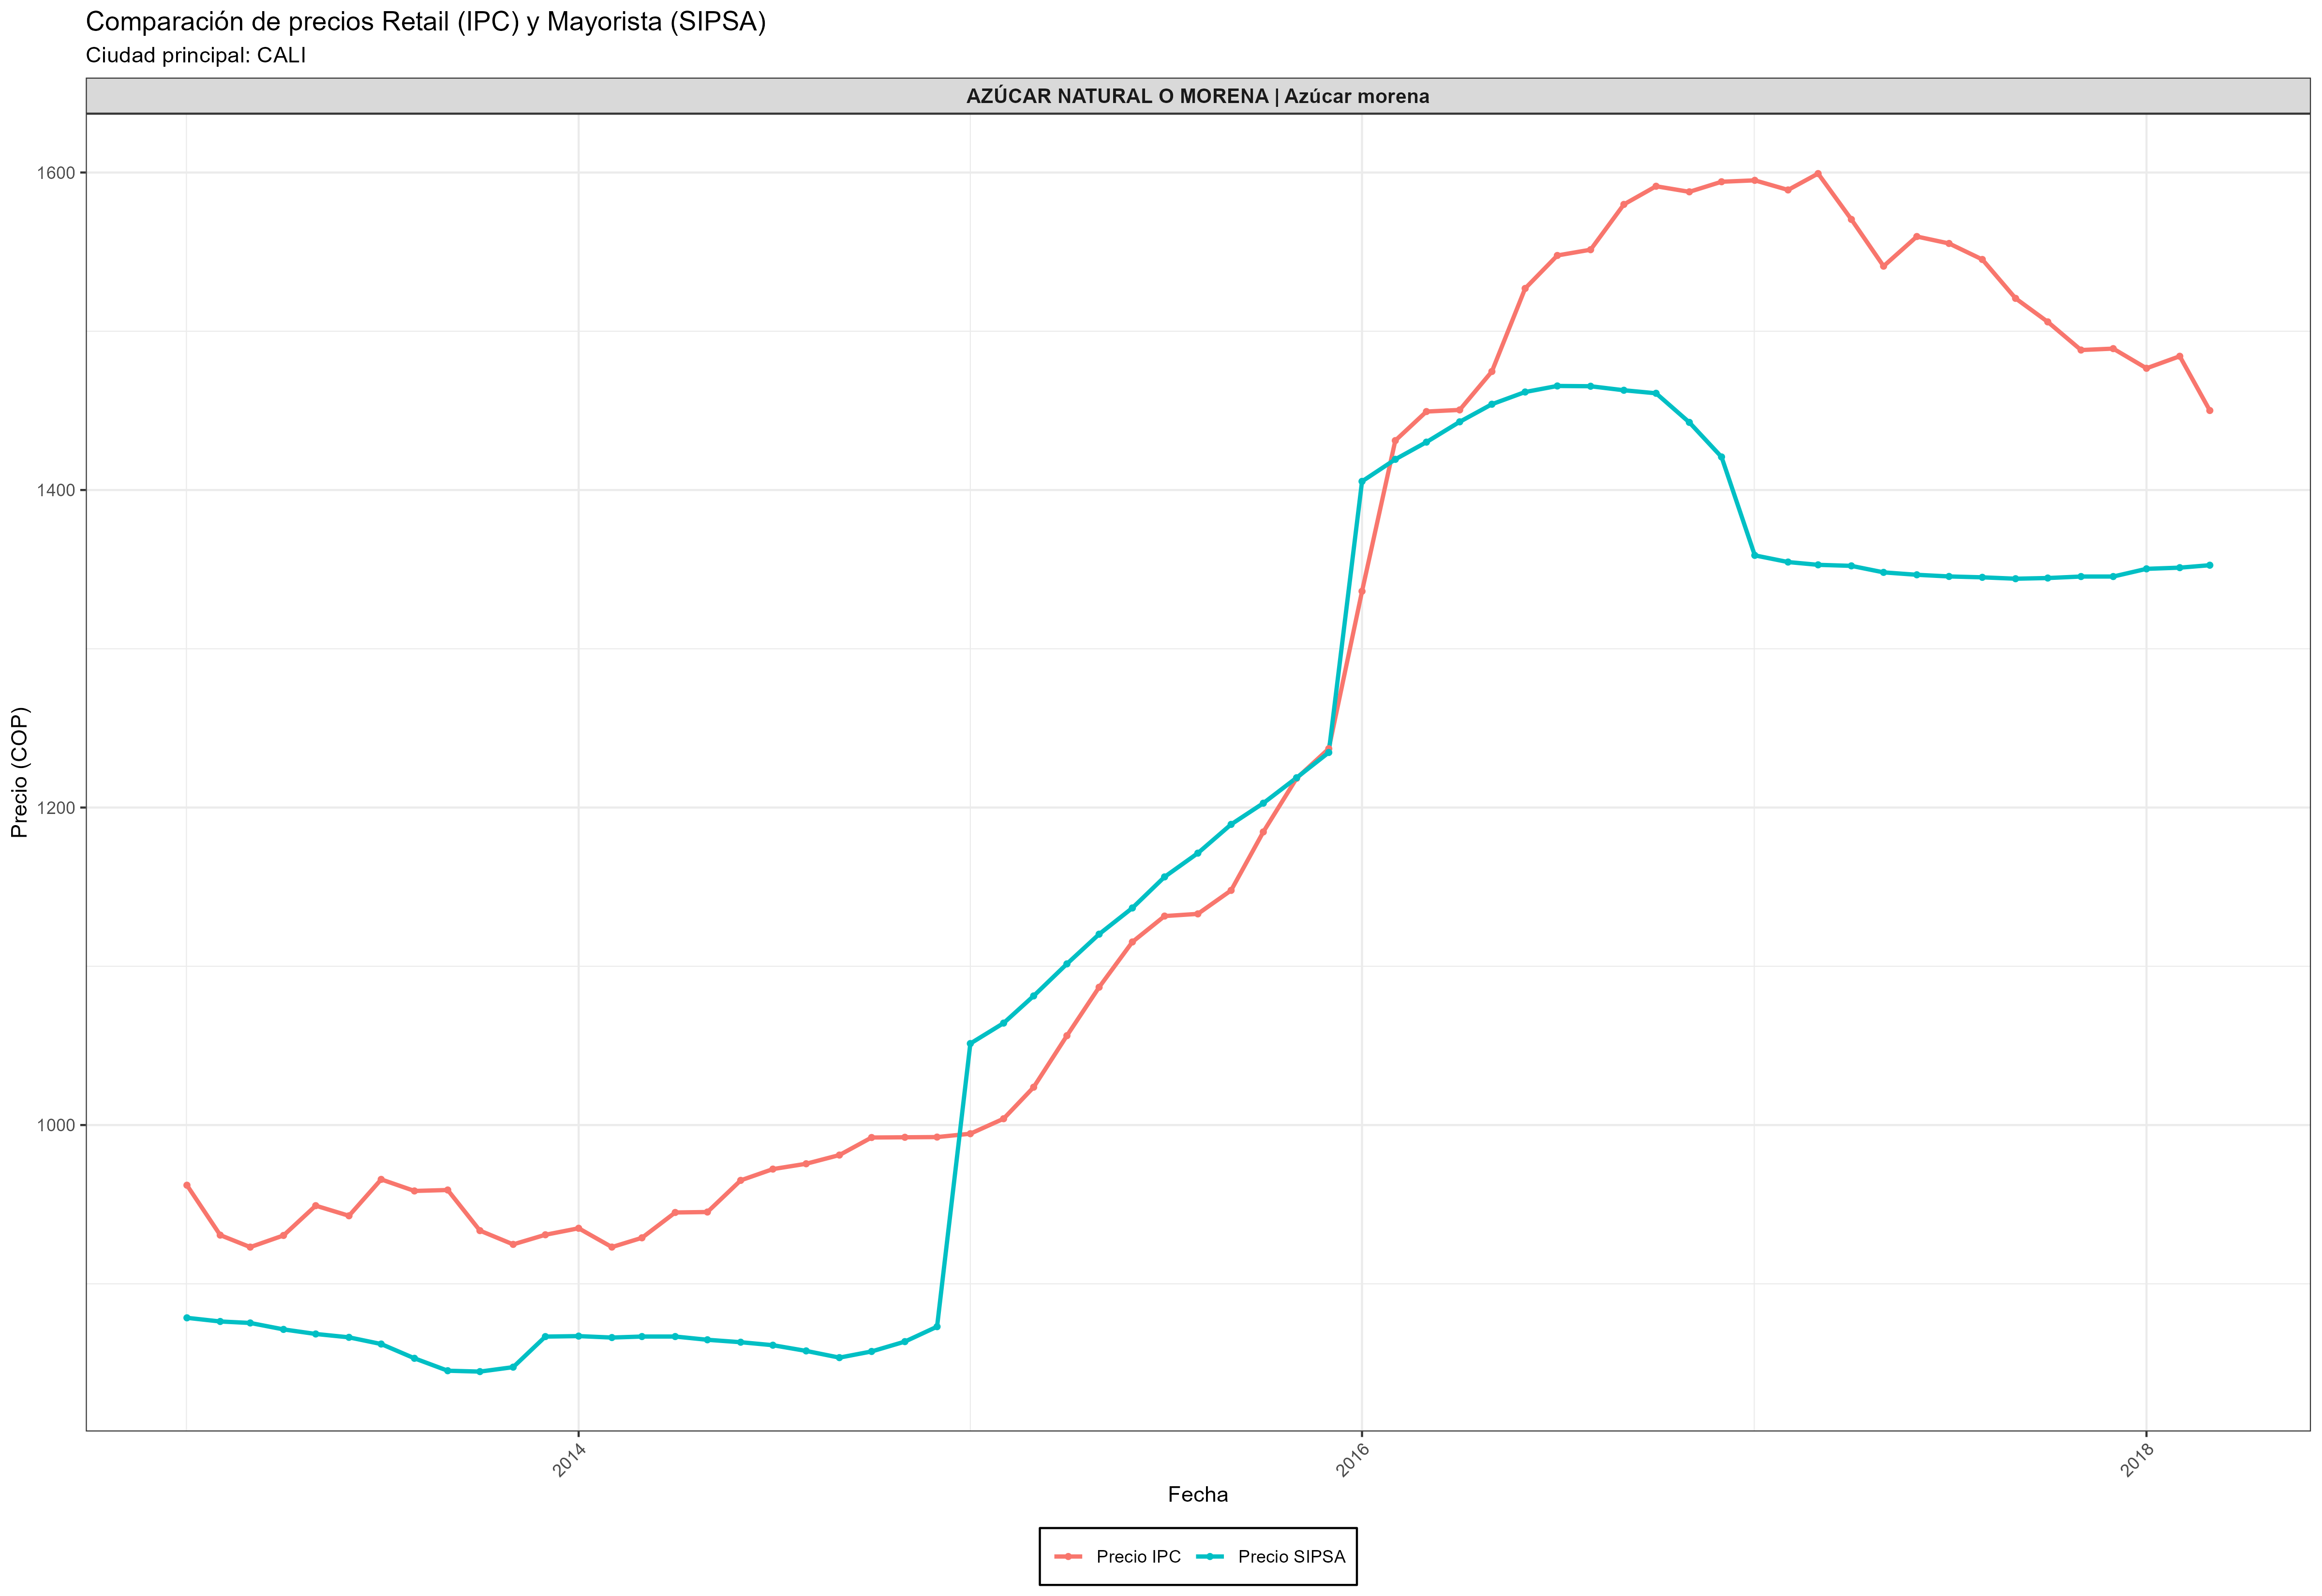 Comparación de precios Retail (IPC) y Mayorista (SIPSA)
Ciudad principal: CALI
AZÚCAR NATURAL O MORENA | Azúcar morena
Precio (COP)
1600
1400
1200
1000
2014
2016
2018
Fecha
Precio IPC
Precio SIPSA